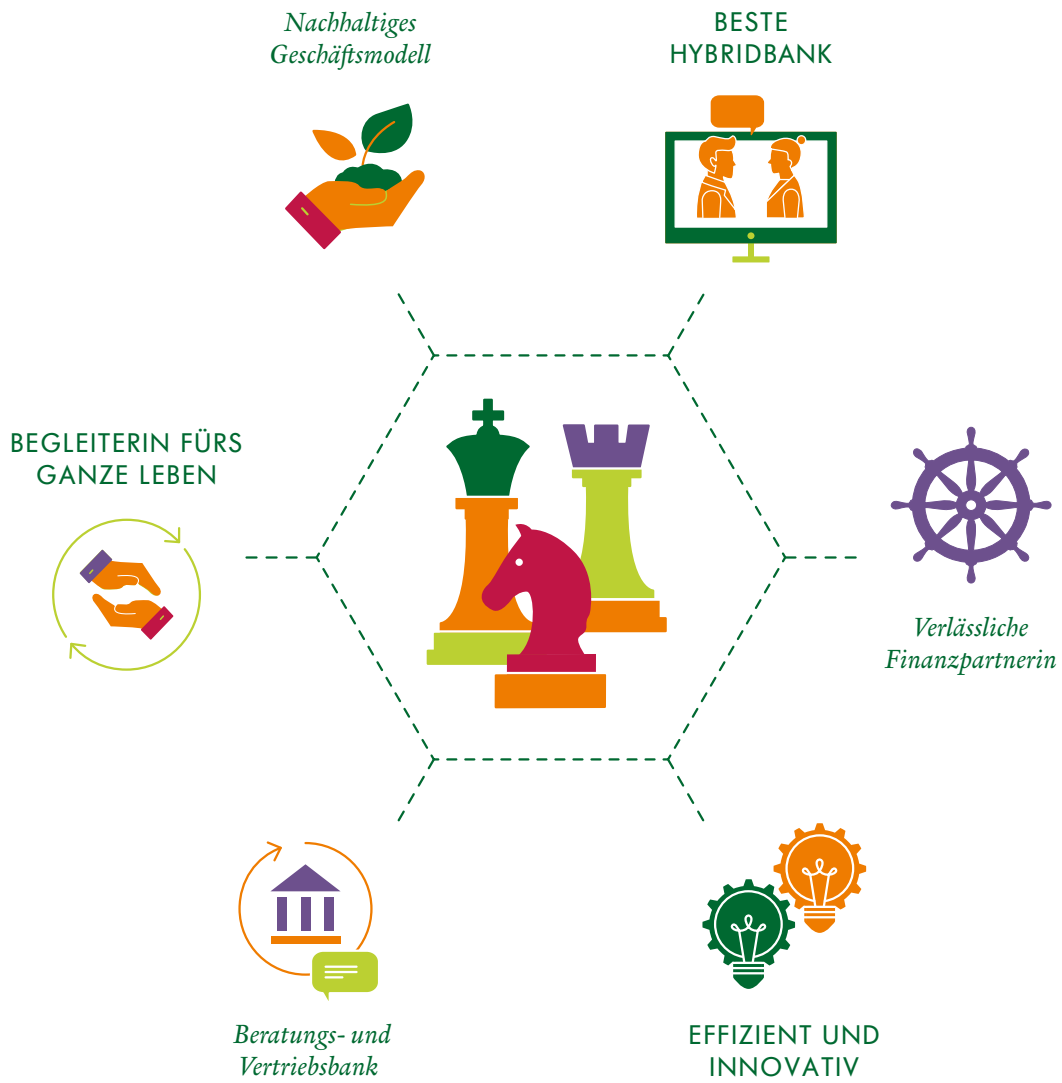 Nachhaltiges
Geschäftsmodell
BESTE
HYBRIDBANK
BEGLEITERIN FÜRS
GANZE LEBEN
Verlässliche
Finanzpartnerin
Beratungs- und
Vertriebsbank
EFFIZIENT UND
INNOVATIV